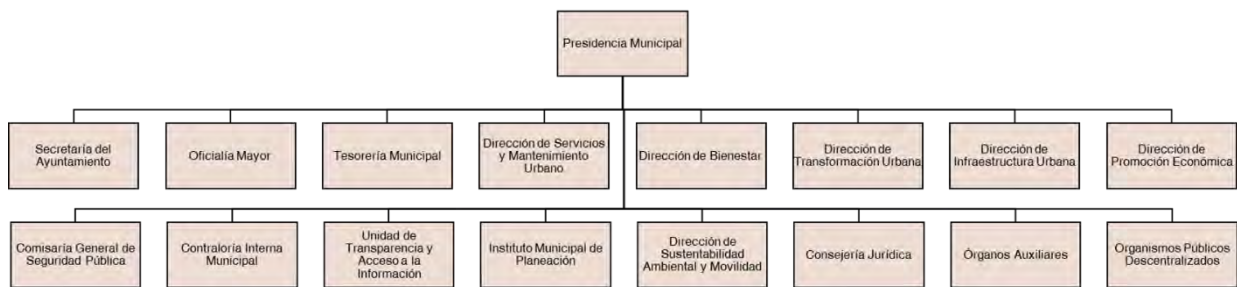 Presidencia Municipal
Secretaría del
Ayuntamiento
Oficialía Mayor
Tesorería Municipal
Dirección de Servicios
y Mantenimiento
Urbano
Dirección de Bienestar
Dirección de
Transformación Urbana
Dirección de
Infraestructura Urbana
Dirección de
Promoción Económica
Comisaría General de
Seguridad Pública
Contraloría Interna
Municipal
Unidad de
Transparencia y
Acceso a la
Información
Instituto Municipal de
Planeación
Dirección de
Sustentabilidad
Ambiental y Movilidad
Consejería Jurídica
Órganos Auxiliares
Organismos Públicos
Descentralizados